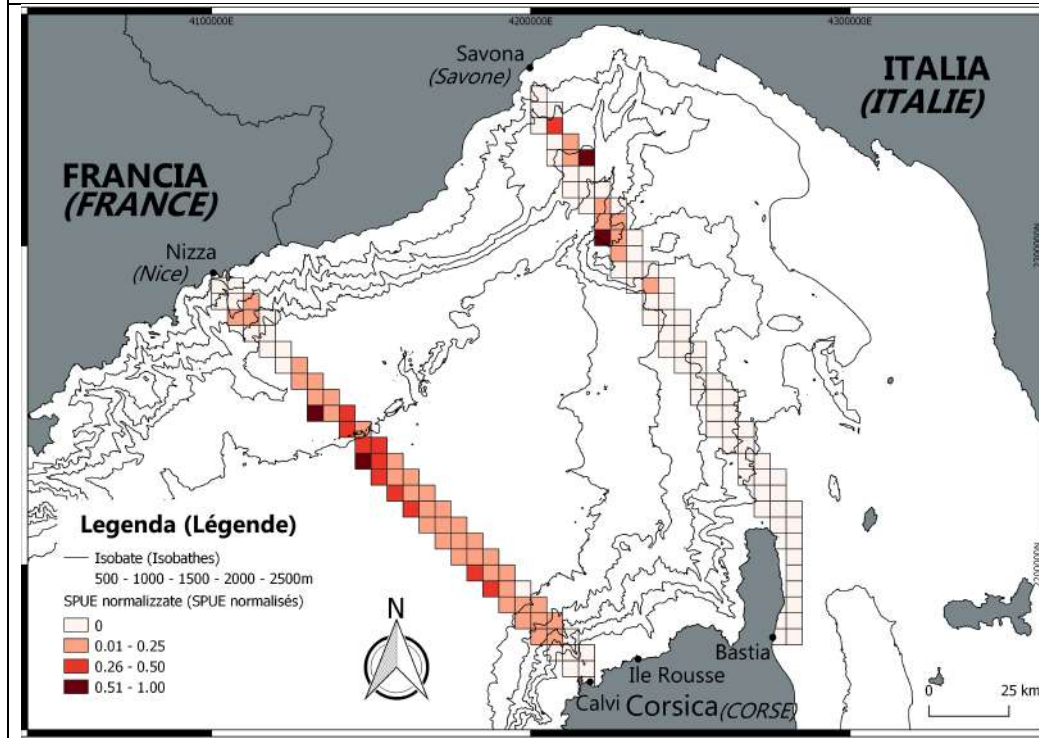 4100000E
4200000E
4300000E
Savona
(Savone)
ITALIA
(ITALIE)
FRANCIA
(FRANCE)
Nizza
(Nice)
Legenda (Légende)
Isobate (Isobathes)
500 - 1000 - 1500 - 2000 - 2500m
SPUE normalizzate (SPUE normalisés)
0
0.01 - 0.25
0.26 - 0.50
0.51 - 1.00
N
Bastia
Ile Rousse
Calvi Corsica (CORSE)
0 25 km